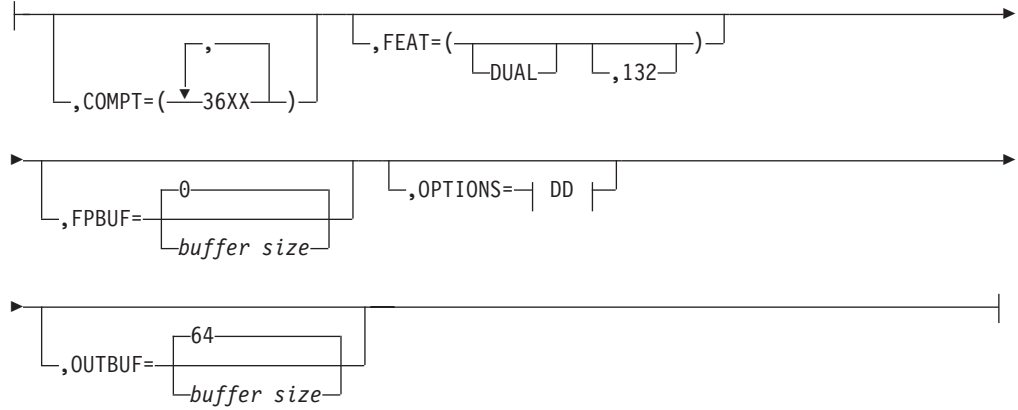 ,
,COMPT=( 36XX )
,FEAT=( )
DUAL ,132
0
,FPBUF=
buffer size
,OPTIONS= DD
64
,OUTBUF=
buffer size